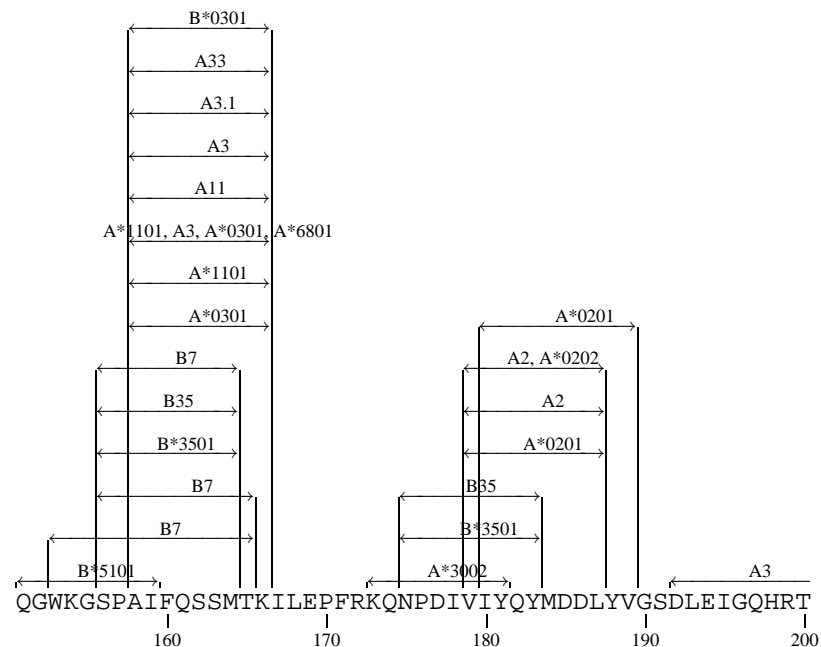 B*0301
A33
A3.1
A3
A11
A*1101, A3, A*0301, A*6801
A*1101
A*0301 A*0201
B7 A2, A*0202
B35 A2
B*3501 A*0201
B7 B35
B7 B*3501
B*5101 A*3002 A3
QGWKGSPAIFQSSMTKILEPFRKQNPDIVIYQYMDDLYVGSDLEIGQHRT
160 170 180 190 200